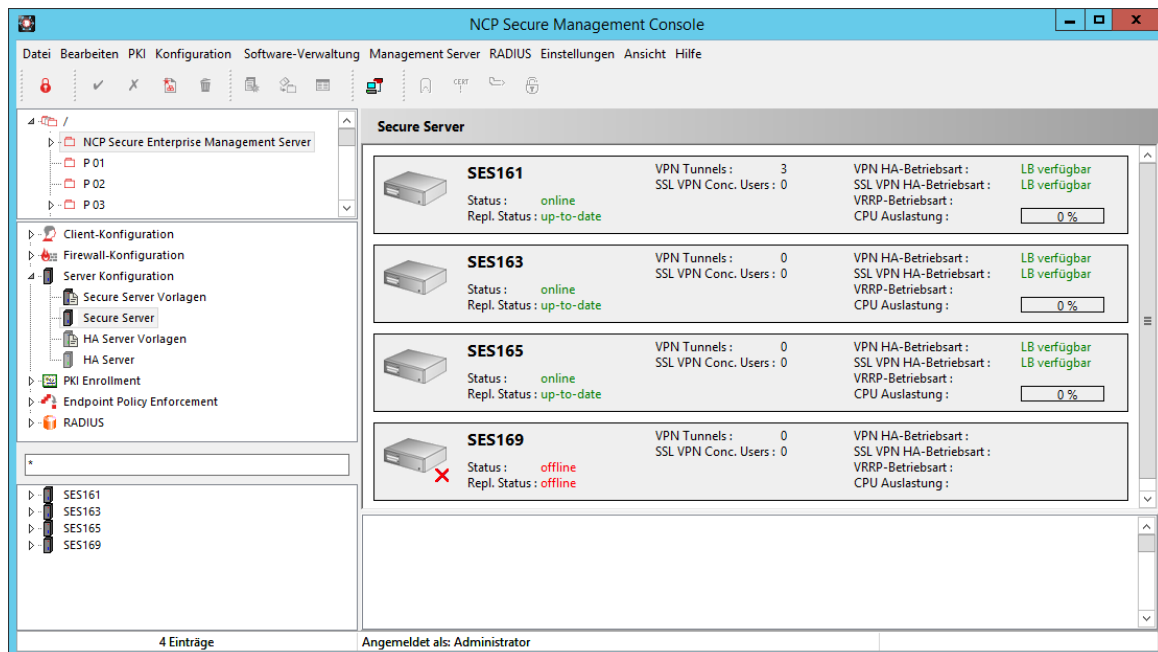 NCP Secure Management Console
Datei Bearbeiten PKI Konfiguration Software-Verwaltung Management Server RADIUS Einstellungen Ansicht Hilfe
CERT
/
NCP Secure Enterprise Management Server
P 01
P 02
P 03
Client-Konfiguration
Firewall-Konfiguration
Server Konfiguration
Secure Server Vorlagen
Secure Server
HA Server Vorlagen
HA Server
PKI Enrollment
Endpoint Policy Enforcement
RADIUS
*
SES161
SES163
SES165
SES169
4 Einträge
Secure Server
SES161
Status : online
Repl. Status : up-to-date
VPN Tunnels : 3
SSL VPN Conc. Users : 0
VPN HA-Betriebsart : LB verfügbar
SSL VPN HA-Betriebsart : LB verfügbar
VRRP-Betriebsart :
CPU Auslastung : 0 %
SES163
Status : online
Repl. Status : up-to-date
VPN Tunnels : 0
SSL VPN Conc. Users : 0
VPN HA-Betriebsart : LB verfügbar
SSL VPN HA-Betriebsart : LB verfügbar
VRRP-Betriebsart :
CPU Auslastung : 0 %
SES165
Status : online
Repl. Status : up-to-date
VPN Tunnels : 0
SSL VPN Conc. Users : 0
VPN HA-Betriebsart : LB verfügbar
SSL VPN HA-Betriebsart : LB verfügbar
VRRP-Betriebsart :
CPU Auslastung : 0 %
SES169
Status : offline
Repl. Status : offline
VPN Tunnels : 0
SSL VPN Conc. Users : 0
VPN HA-Betriebsart :
SSL VPN HA-Betriebsart :
VRRP-Betriebsart :
CPU Auslastung :
Angemeldet als: Administrator